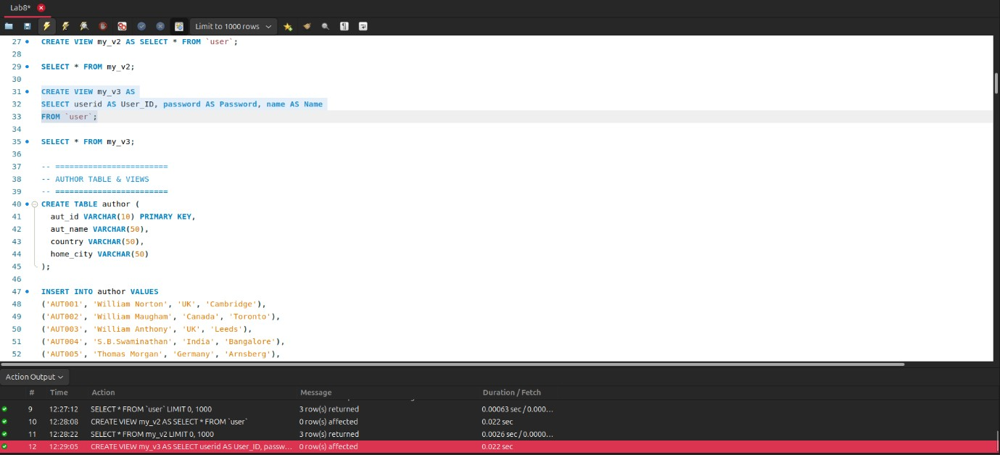 Lab8*
Limit to 1000 rows
27 CREATE VIEW my_v2 AS SELECT * FROM `user`;
28
29 SELECT * FROM my_v2;
30
31 CREATE VIEW my_v3 AS
32 SELECT userid AS User_ID, password AS Password, name AS Name
33 FROM `user`;
34
35 SELECT * FROM my_v3;
36
37 -- ========================
38 -- AUTHOR TABLE & VIEWS
39 -- ========================
40 CREATE TABLE author (
41 aut_id VARCHAR(10) PRIMARY KEY,
42 aut_name VARCHAR(50),
43 country VARCHAR(50),
44 home_city VARCHAR(50)
45 );
46
47 INSERT INTO author VALUES
48 ('AUT001', 'William Norton', 'UK', 'Cambridge'),
49 ('AUT002', 'William Maugham', 'Canada', 'Toronto'),
50 ('AUT003', 'William Anthony', 'UK', 'Leeds'),
51 ('AUT004', 'S.B.Swaminathan', 'India', 'Bangalore'),
52 ('AUT005', 'Thomas Morgan', 'Germany', 'Arnsberg'),
Action Output
# Time Action Message Duration / Fetch
9 12:27:12 SELECT * FROM `user` LIMIT 0, 1000 3 row(s) returned 0.00063 sec / 0.000...
10 12:28:08 CREATE VIEW my_v2 AS SELECT * FROM `user` 0 row(s) affected 0.022 sec
11 12:28:22 SELECT * FROM my_v2 LIMIT 0, 1000 3 row(s) returned 0.0026 sec / 0.0000...
12 12:29:05 CREATE VIEW my_v3 AS SELECT userid AS User_ID, passw... 0 row(s) affected 0.022 sec